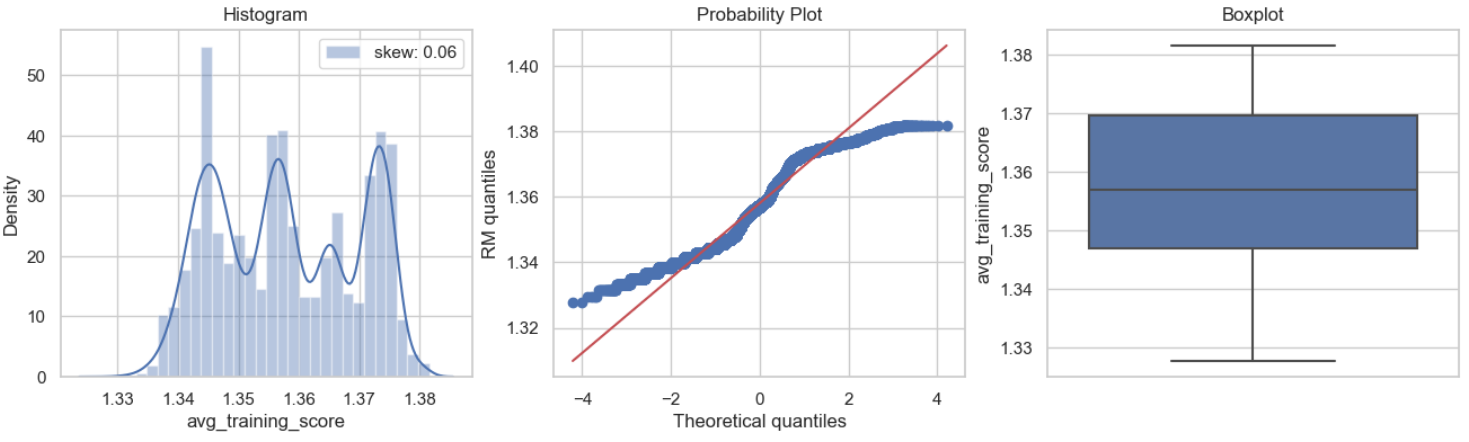 Histogram
skew: 0.06
Density
50
40
30
20
10
0
1.33 1.34 1.35 1.36 1.37 1.38
avg_training_score
Probability Plot
RM quantiles
1.40
1.38
1.36
1.34
1.32
−4 −2 0 2 4
Theoretical quantiles
Boxplot
avg_training_score
1.38
1.37
1.36
1.35
1.34
1.33